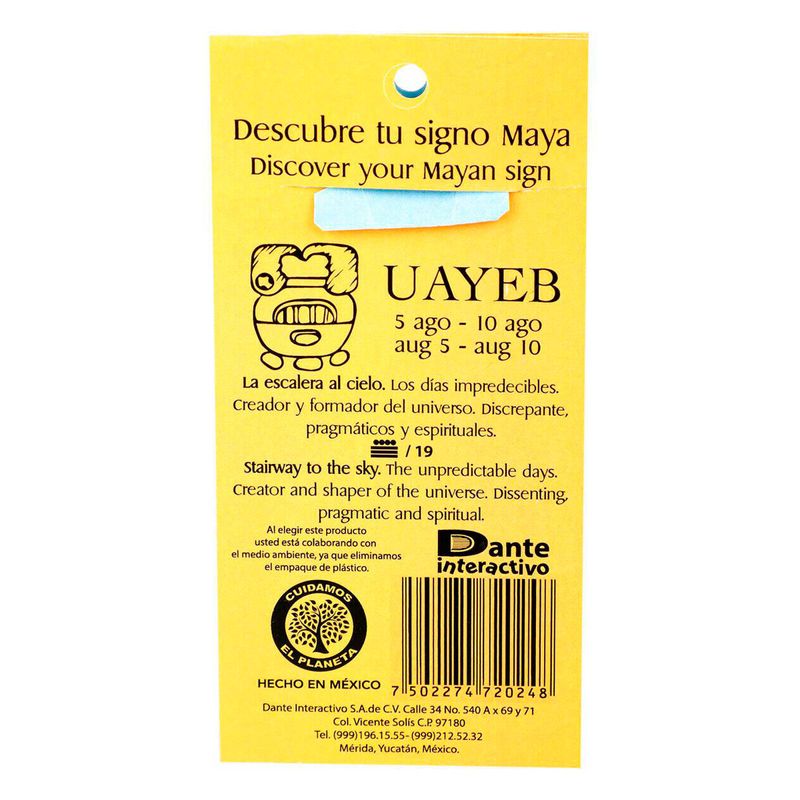 Descubre tu signo Maya
Discover your Mayan sign
UAYEB
5 ago - 10 ago
aug 5 - aug 10
La escalera al cielo. Los días impredecibles.
Creador y formador del universo. Discrepante,
pragmáticos y espirituales.
/ 19
Stairway to the sky. The unpredictable days.
Creator and shaper of the universe. Dissenting,
pragmatic and spiritual.
Al elegir este producto
usted está colaborando con
el medio ambiente, ya que eliminamos
el empaque de plástico.
Dante
interactivo
CUIDAMOS
EL PLANETA
HECHO EN MÉXICO
7 502274 720248
Dante Interactivo S.A. de C.V. Calle 34 No. 540 A x 69 y 71
Col. Vicente Solís C.P. 97180
Tel. (999)196.15.55- (999)212.52.32
Mérida, Yucatán, México.